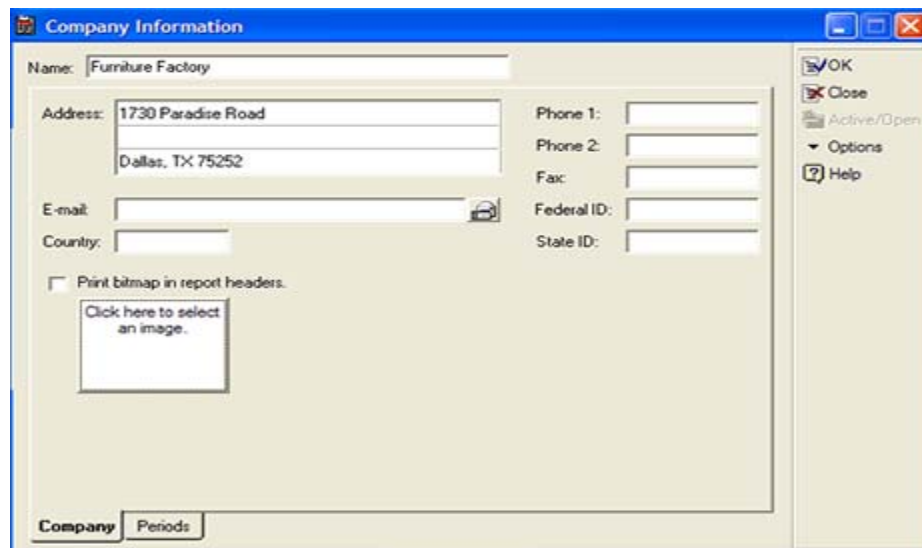 Company Information
Name: Furniture Factory
Address: 1730 Paradise Road
Dallas, TX 75252
E-mail:
Country:
Phone 1:
Phone 2:
Fax:
Federal ID:
State ID:
Print bitmap in report headers.
Click here to select
an image.
Company Periods
OK
Close
Active/Open
Options
Help